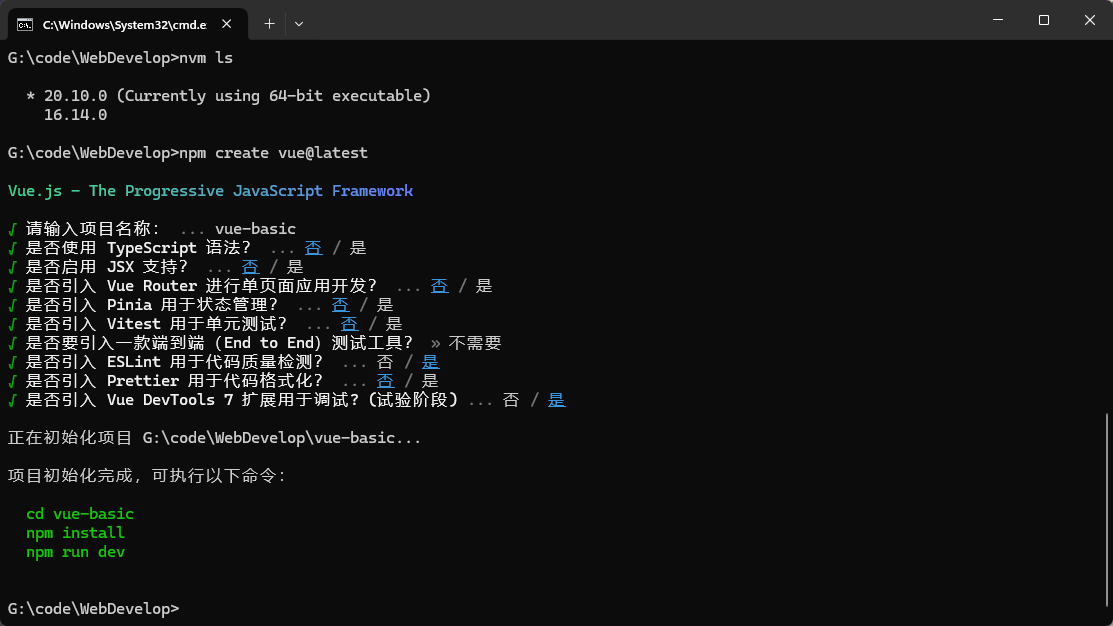 C:\Windows\System32\cmd.e
G:\code\WebDevelop>nvm ls
* 20.10.0 (Currently using 64-bit executable)
16.14.0
G:\code\WebDevelop>npm create vue@latest
Vue.js - The Progressive JavaScript Framework
√ 请输入项目名称： ... vue-basic
√ 是否使用 TypeScript 语法？ ... 否 / 是
√ 是否启用 JSX 支持？ ... 否 / 是
√ 是否引入 Vue Router 进行单页面应用开发？ ... 否 / 是
√ 是否引入 Pinia 用于状态管理？ ... 否 / 是
√ 是否引入 Vitest 用于单元测试？ ... 否 / 是
√ 是否要引入一款端到端（End to End）测试工具？ » 不需要
√ 是否引入 ESLint 用于代码质量检测？ ... 否 / 是
√ 是否引入 Prettier 用于代码格式化？ ... 否 / 是
√ 是否引入 Vue DevTools 7 扩展用于调试？(试验阶段) ... 否 / 是
正在初始化项目 G:\code\WebDevelop\vue-basic...
项目初始化完成，可执行以下命令：
cd vue-basic
npm install
npm run dev
G:\code\WebDevelop>